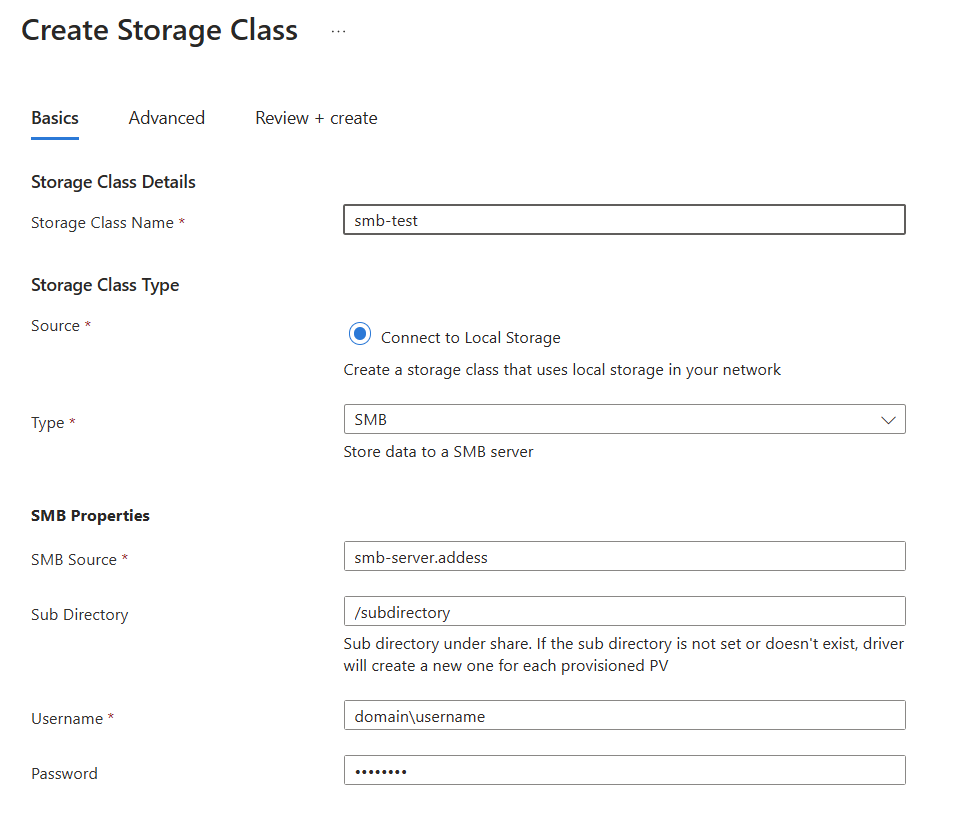 Create Storage Class ...
Basics Advanced Review + create
Storage Class Details
Storage Class Name * smb-test
Storage Class Type
Source * Connect to Local Storage
Create a storage class that uses local storage in your network
Type * SMB
Store data to a SMB server
SMB Properties
SMB Source * smb-server.addess
Sub Directory /subdirectory
Sub directory under share. If the sub directory is not set or doesn't exist, driver
will create a new one for each provisioned PV
Username * domain\username
Password ••••••••